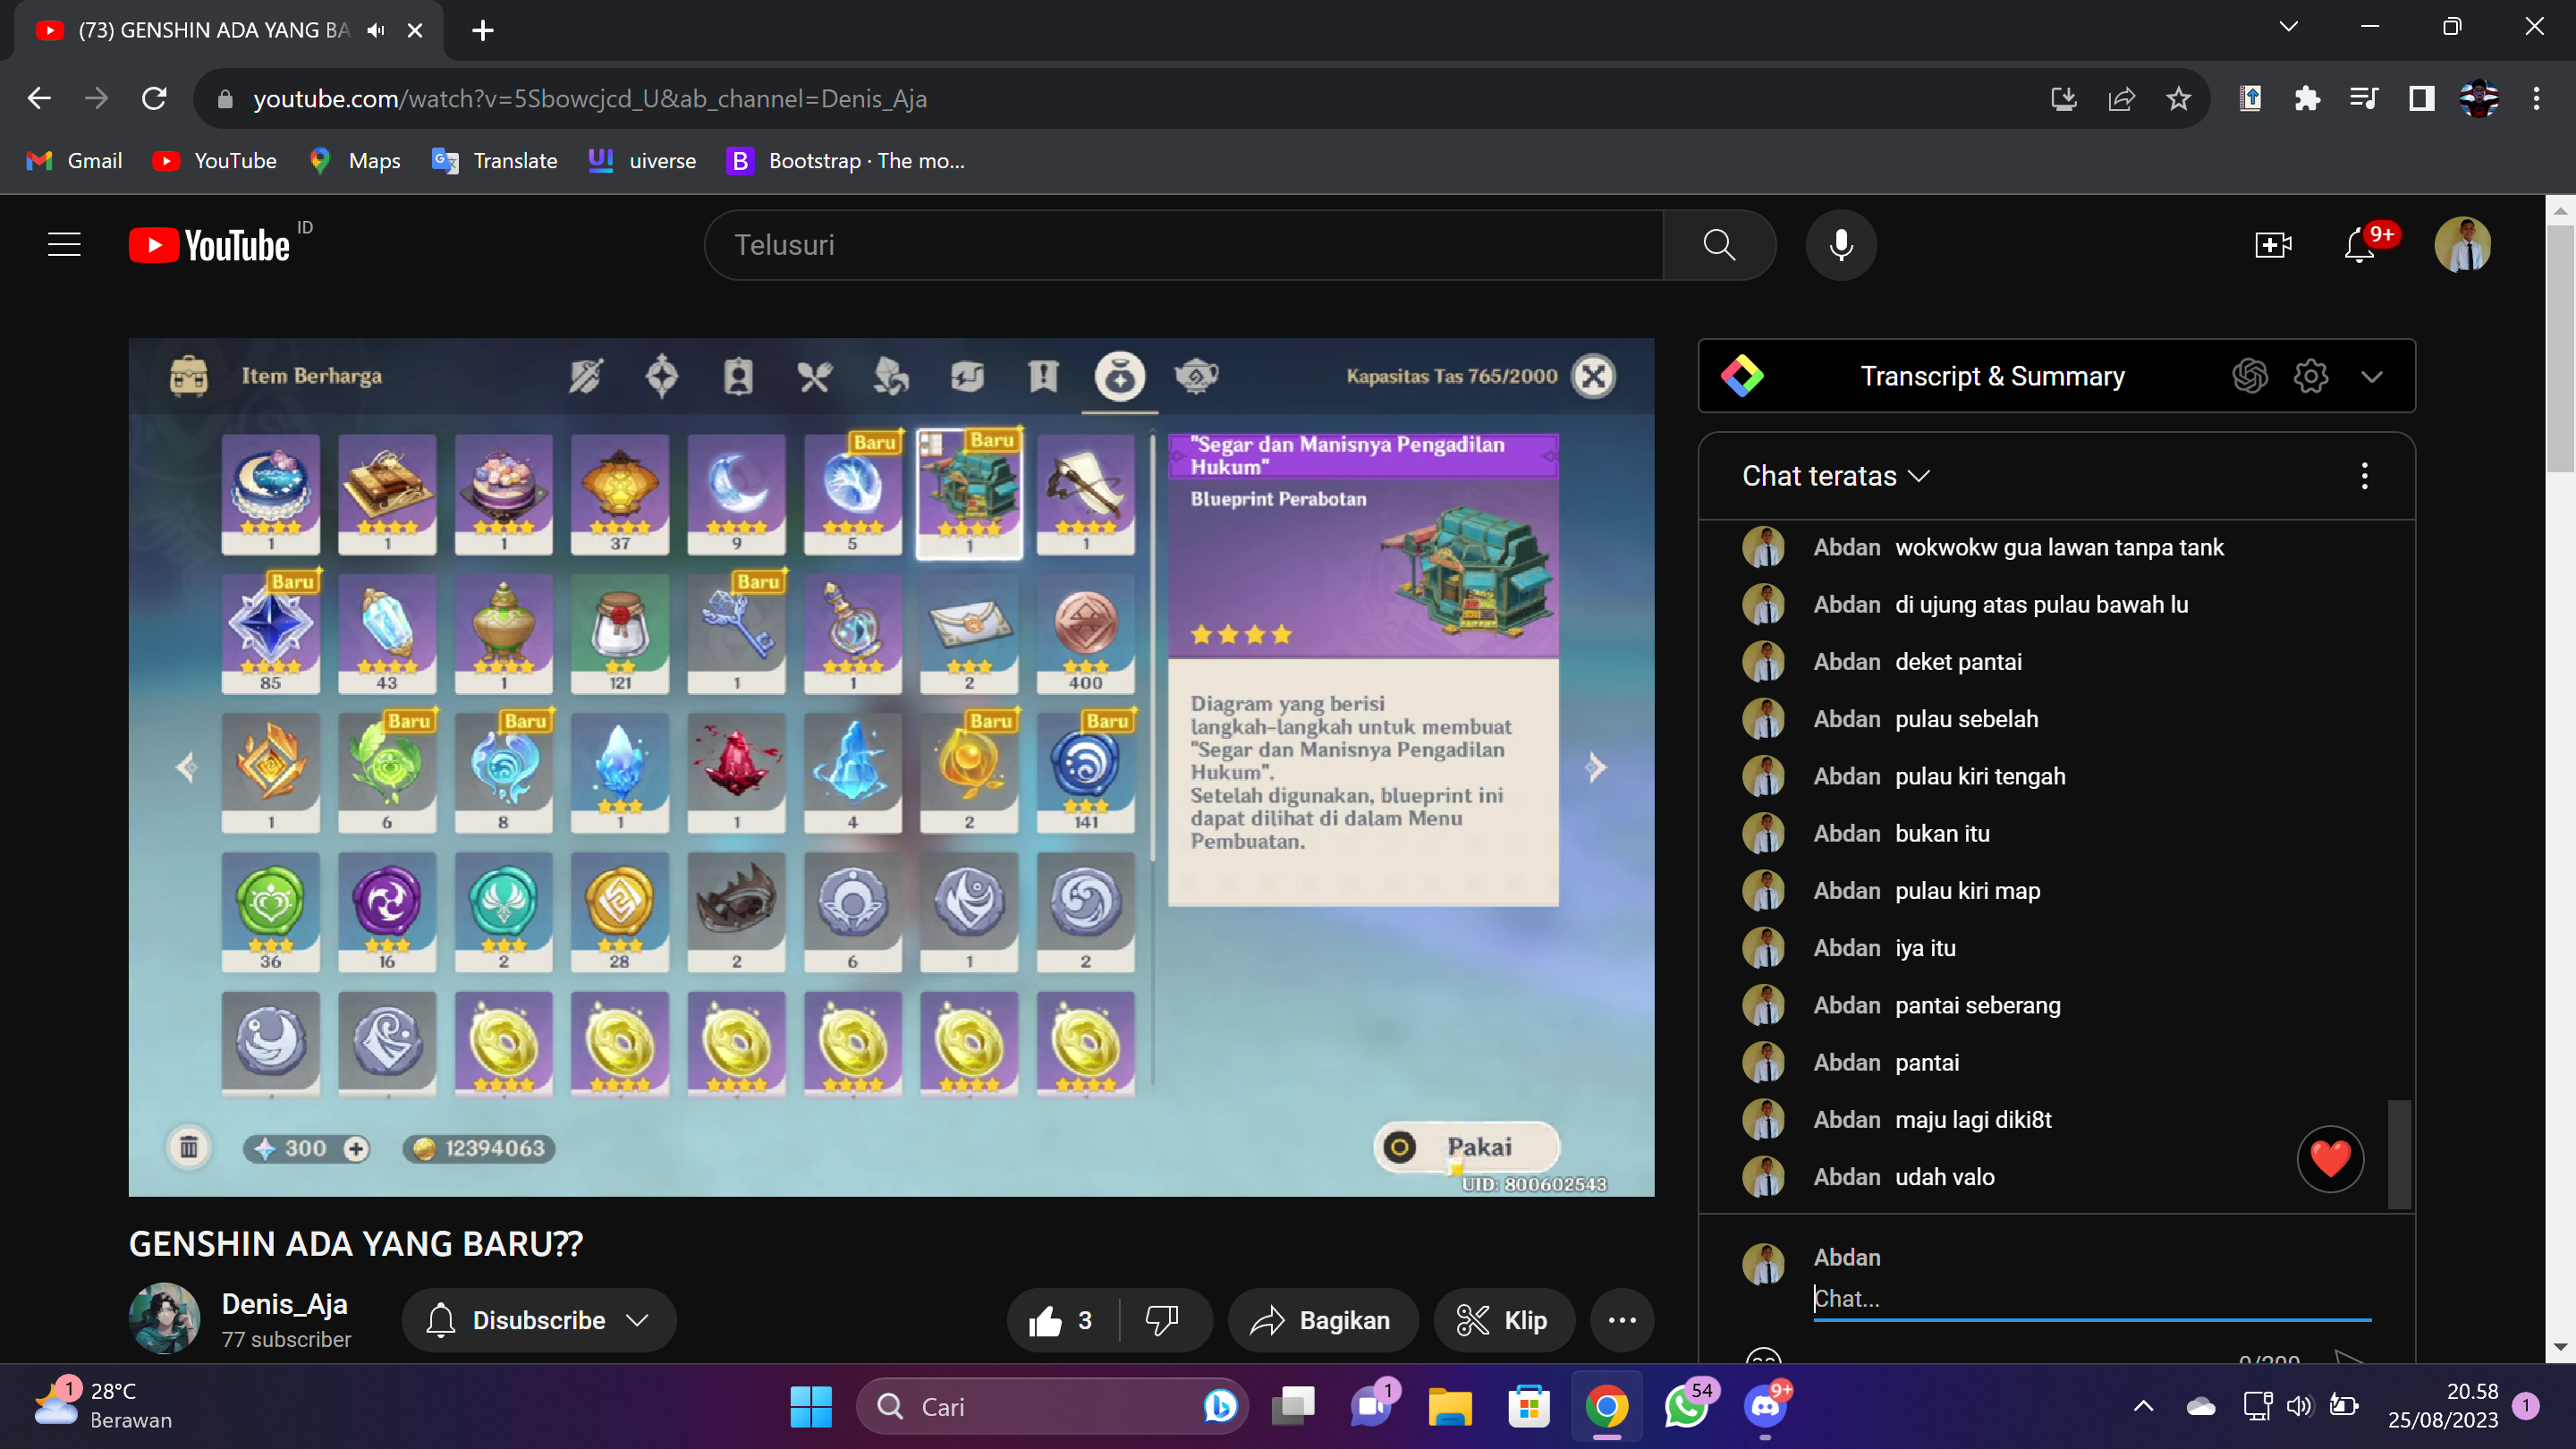 (73) GENSHIN ADA YANG BA
youtube.com/watch?v=5Sbowcjcd_U&ab_channel=Denis_Aja
Gmail
YouTube
Maps
Translate
uiverse
Bootstrap · The mo...
YouTube ID
Telusuri
9+
Item Berharga
Kapasitas Tas 765/2000
Baru
Baru
1
1
1
37
9
5
1
1
Baru
Baru
85
43
1
121
1
1
2
400
Baru
Baru
Baru
Baru
1
6
8
1
1
4
2
141
36
16
2
28
2
6
1
2
"Segar dan Manisnya Pengadilan
Hukum"
Blueprint Perabotan
Diagram yang berisi
langkah-langkah untuk membuat
"Segar dan Manisnya Pengadilan
Hukum".
Setelah digunakan, blueprint ini
dapat dilihat di dalam Menu
Pembuatan.
300
12394063
Pakai
UID: 800602543
Transcript & Summary
Chat teratas
Abdan wokwokw gua lawan tanpa tank
Abdan di ujung atas pulau bawah lu
Abdan deket pantai
Abdan pulau sebelah
Abdan pulau kiri tengah
Abdan bukan itu
Abdan pulau kiri map
Abdan iya itu
Abdan pantai seberang
Abdan pantai
Abdan maju lagi diki8t
Abdan udah valo
Abdan
Chat...
0/200
GENSHIN ADA YANG BARU??
Denis_Aja
77 subscriber
Disubscribe
3
Bagikan
Klip
1
28°C
Berawan
Cari
1
54
9+
20.58
25/08/2023
1